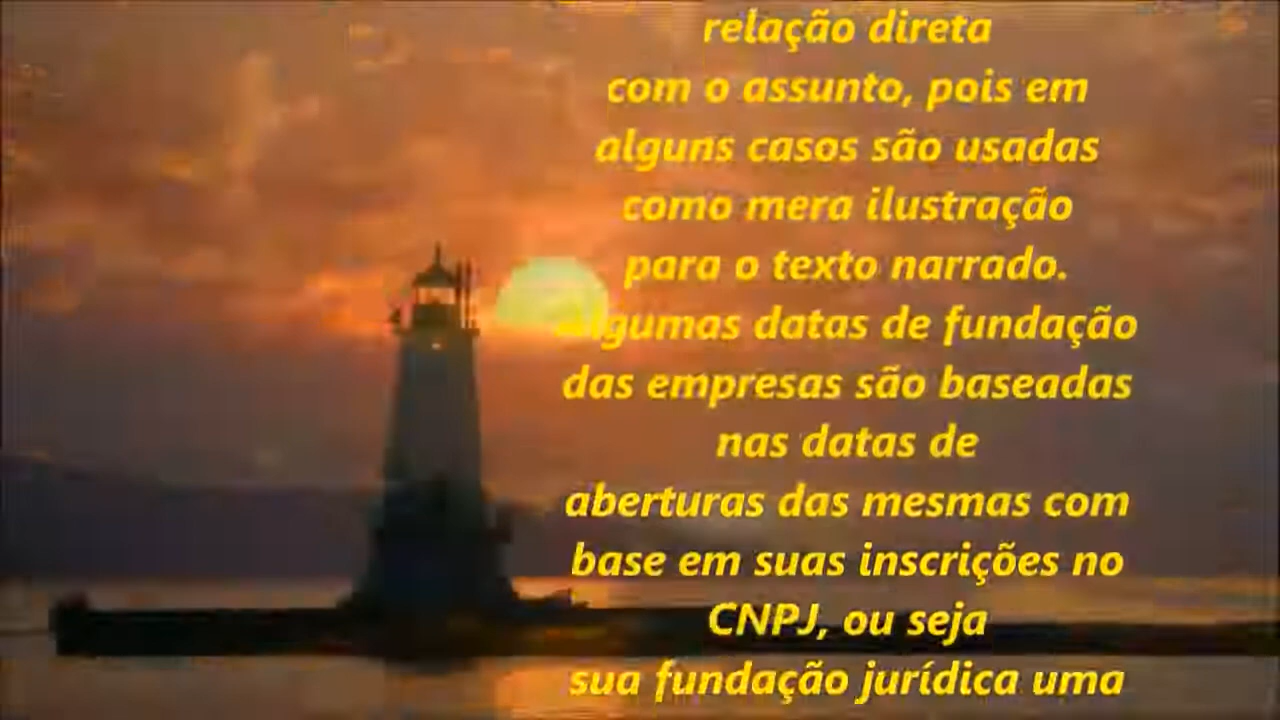 relação direta
com o assunto, pois em
alguns casos são usadas
como mera ilustração
para o texto narrado.
Algumas datas de fundação
das empresas são baseadas
nas datas de
aberturas das mesmas com
base em suas inscrições no
CNPJ, ou seja
sua fundação jurídica uma